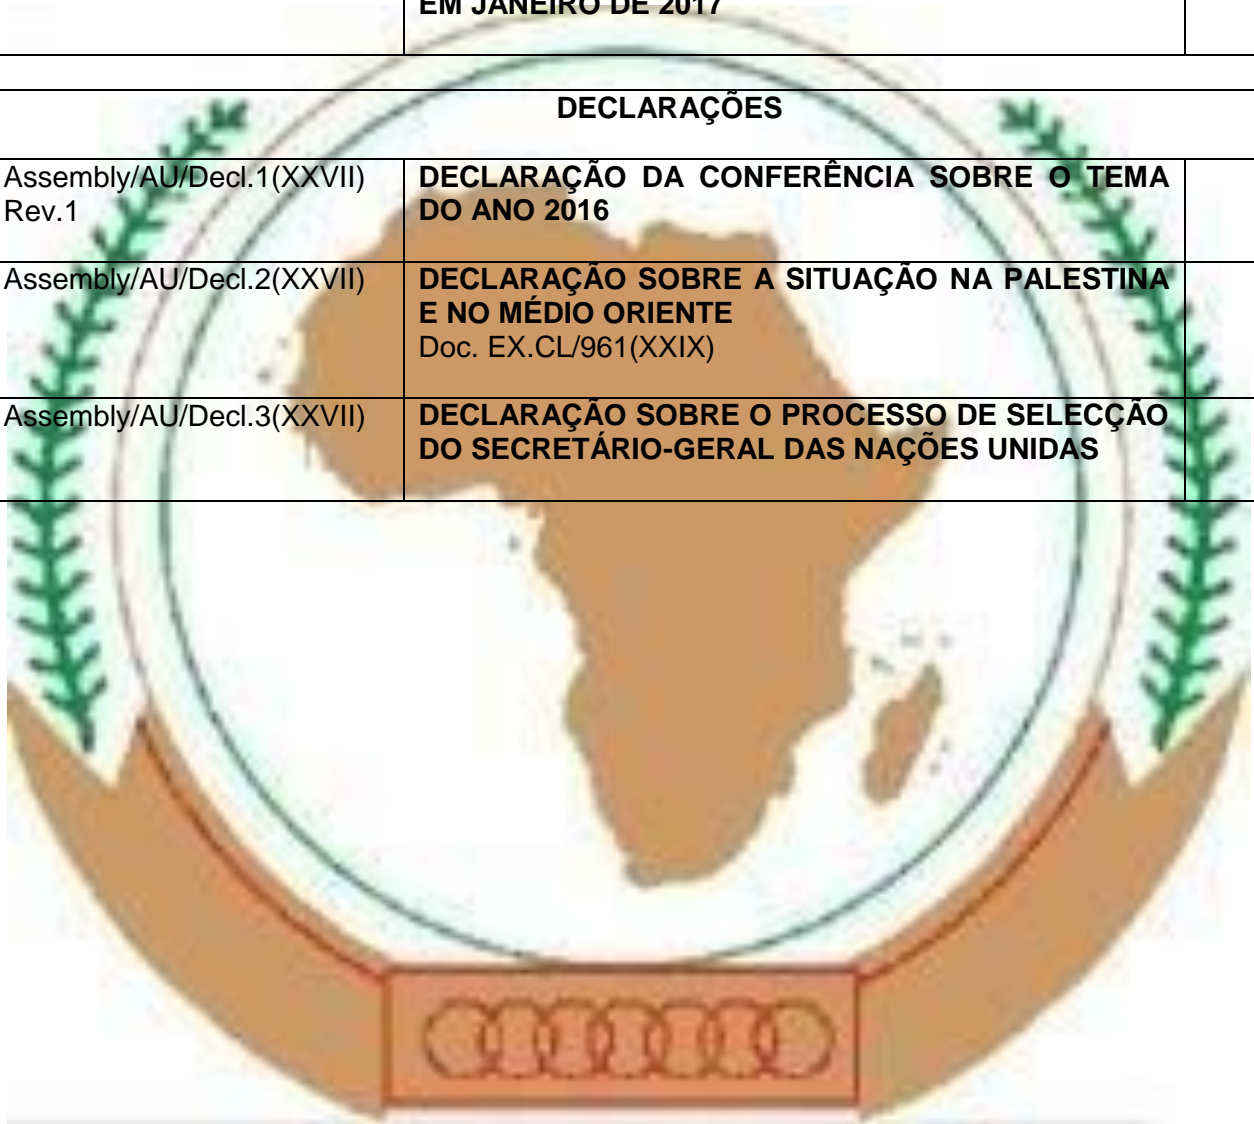 EM JANEIRO DE 2017
DECLARAÇÕES
Assembly/AU/Decl.1(XXVII)
Rev.1
DECLARAÇÃO DA CONFERÊNCIA SOBRE O TEMA
DO ANO 2016
Assembly/AU/Decl.2(XXVII)
DECLARAÇÃO SOBRE A SITUAÇÃO NA PALESTINA
E NO MÉDIO ORIENTE
Doc. EX.CL/961(XXIX)
Assembly/AU/Decl.3(XXVII)
DECLARAÇÃO SOBRE O PROCESSO DE SELECÇÃO
DO SECRETÁRIO-GERAL DAS NAÇÕES UNIDAS